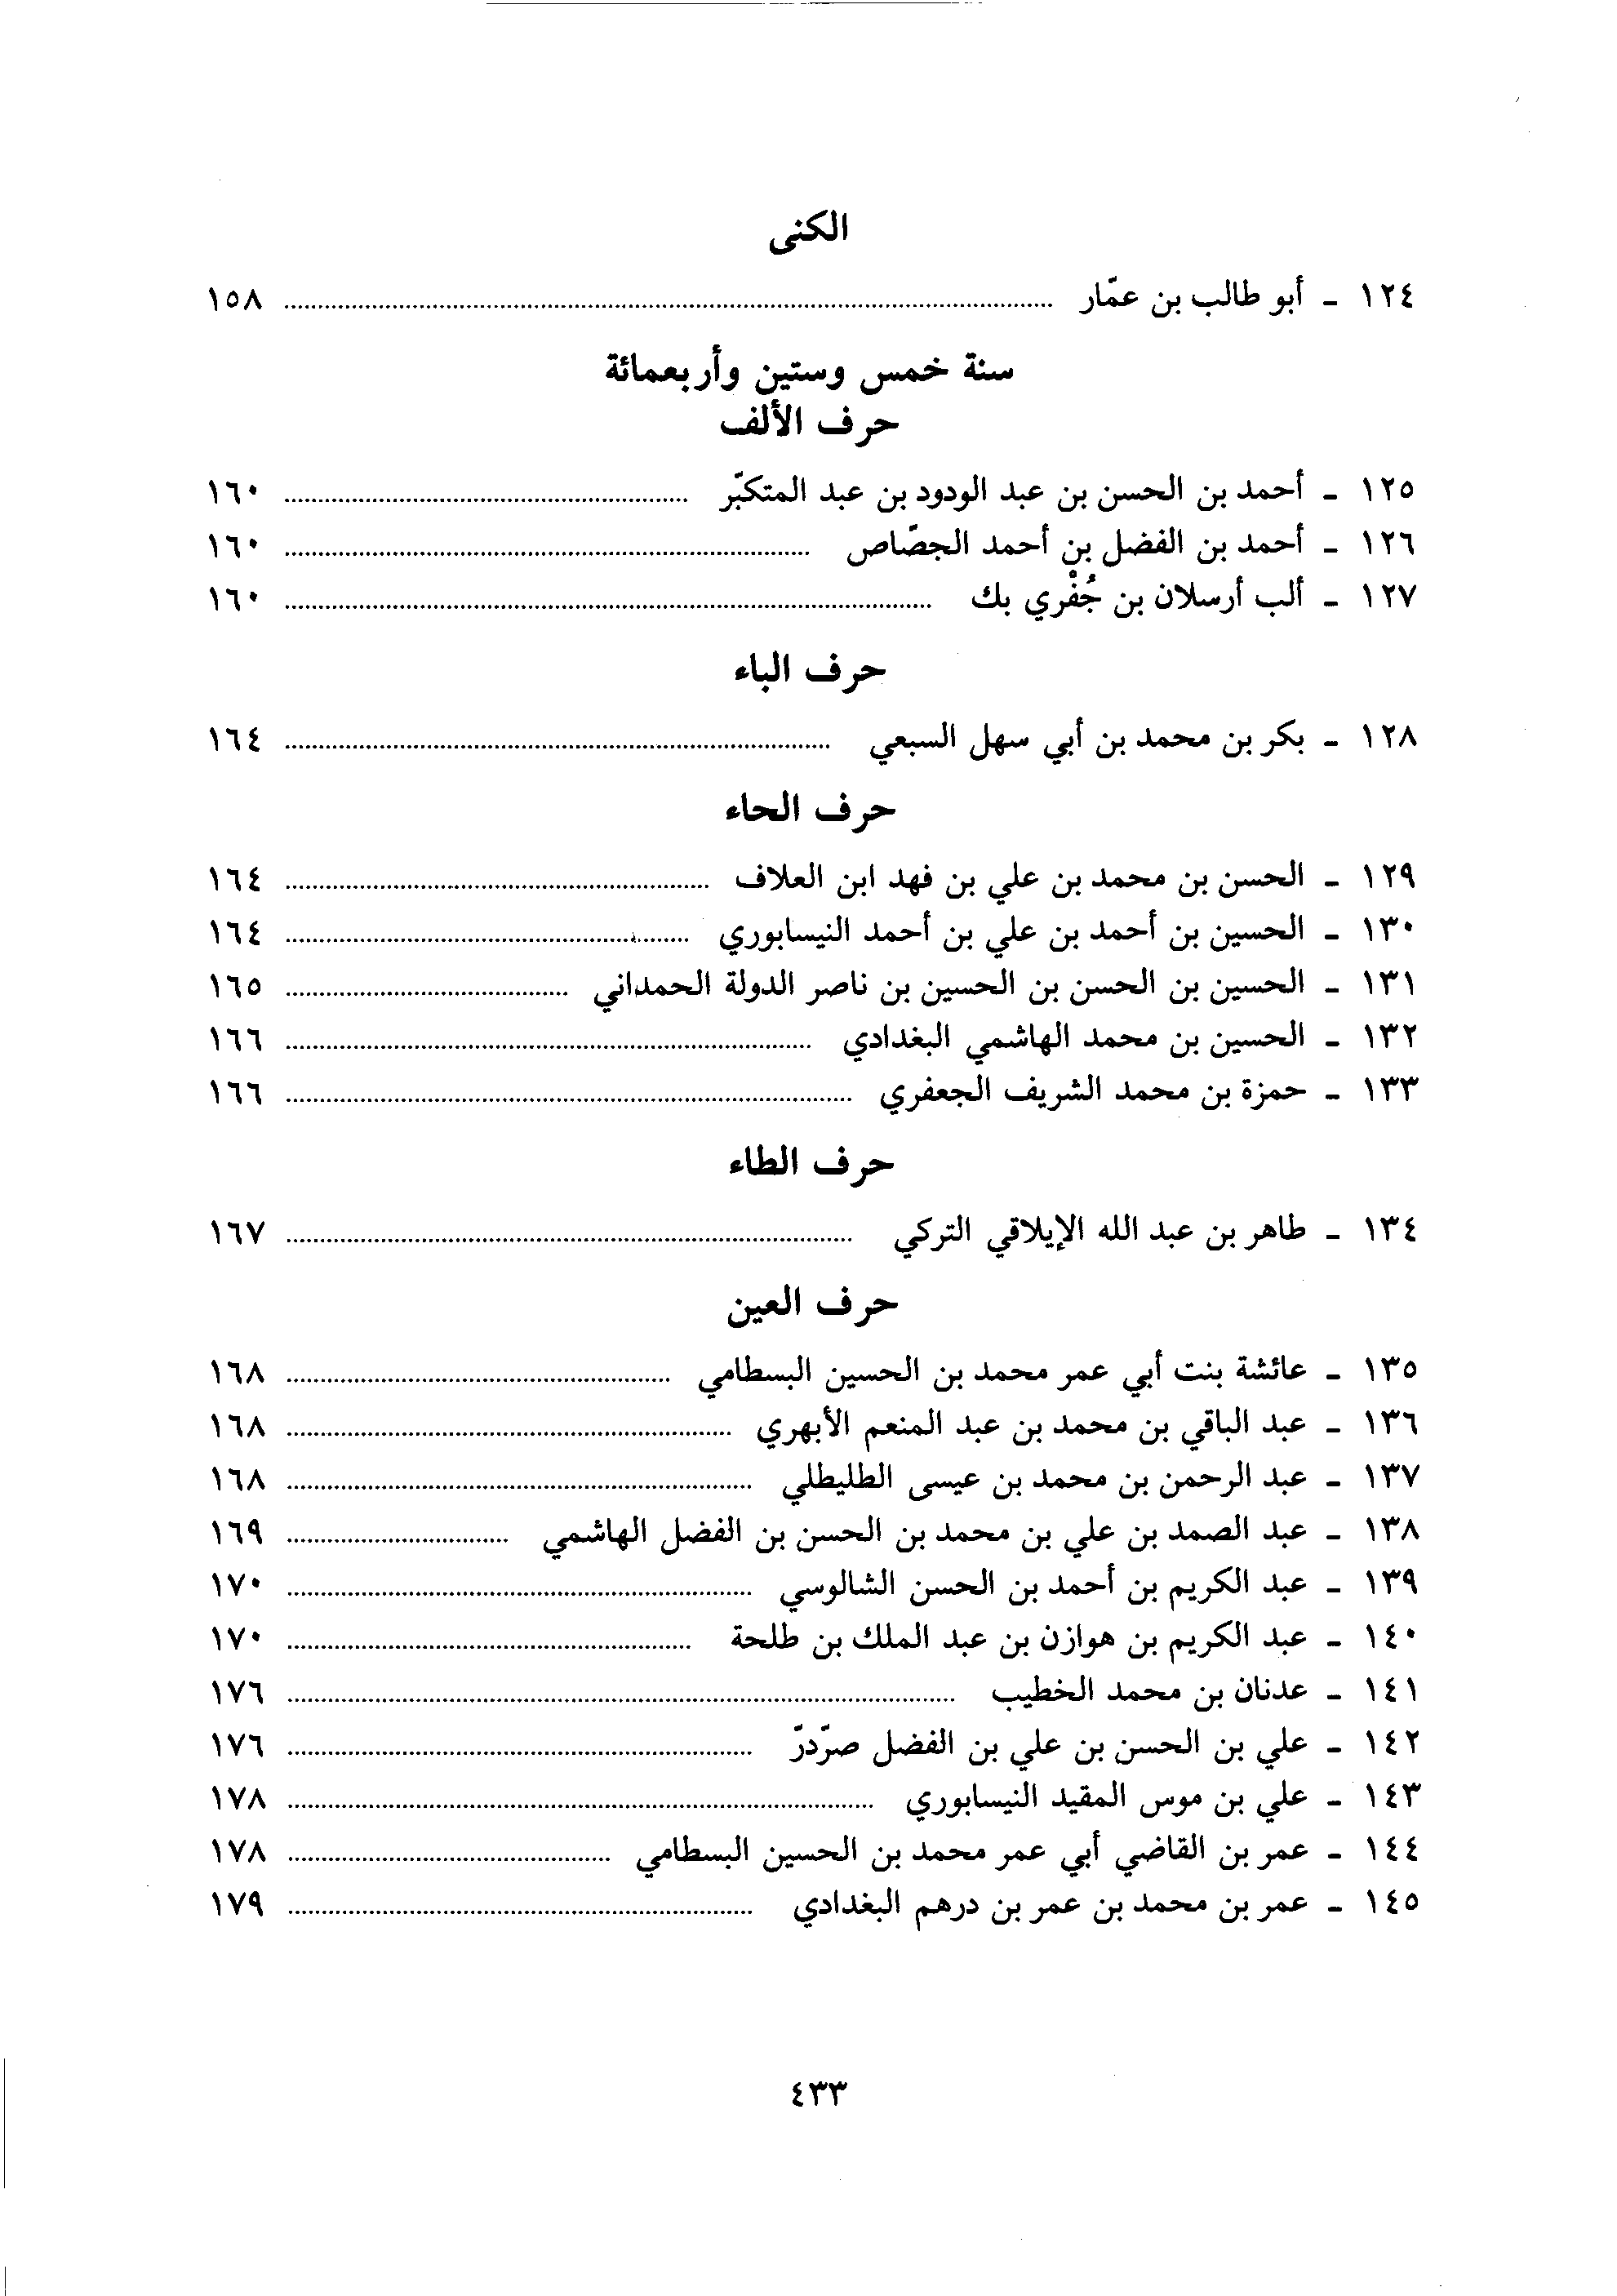 الكنى
١٢٤ - أبو طالب بن عمّار ........ ١٥٨
سنة خمس وستين وأربعمائة
حرف الألف
١٢٥ - أحمد بن الحسن بن عبد الودود بن عبد المتكبّر ........ ١٦٠
١٢٦ - أحمد بن الفضل بن أحمد الجصّاص ........ ١٦٠
١٢٧ - ألب أرسلان بن جُفْري بك ........ ١٦٠
حرف الباء
١٢٨ - بكر بن محمد بن أبي سهل السبعي ........ ١٦٤
حرف الحاء
١٢٩ - الحسن بن محمد بن علي بن فهد ابن العلاف ........ ١٦٤
١٣٠ - الحسين بن أحمد بن علي بن أحمد النيسابوري ........ ١٦٤
١٣١ - الحسين بن الحسن بن الحسين بن ناصر الدولة الحمداني ........ ١٦٥
١٣٢ - الحسين بن محمد الهاشمي البغدادي ........ ١٦٦
١٣٣ - حمزة بن محمد الشريف الجعفري ........ ١٦٦
حرف الطاء
١٣٤ - طاهر بن عبد الله الإيلاقي التركي ........ ١٦٧
حرف العين
١٣٥ - عائشة بنت أبي عمر محمد بن الحسين البسطامي ........ ١٦٨
١٣٦ - عبد الباقي بن محمد بن عبد المنعم الأبهري ........ ١٦٨
١٣٧ - عبد الرحمن بن محمد بن عيسى الطليطلي ........ ١٦٨
١٣٨ - عبد الصمد بن علي بن محمد بن الحسن بن الفضل الهاشمي ........ ١٦٩
١٣٩ - عبد الكريم بن أحمد بن الحسن الشالوسي ........ ١٧٠
١٤٠ - عبد الكريم بن هوازن بن عبد الملك بن طلحة ........ ١٧٠
١٤١ - عدنان بن محمد الخطيب ........ ١٧٦
١٤٢ - علي بن الحسن بن علي بن الفضل صرّدرّ ........ ١٧٦
١٤٣ - علي بن موس المقيد النيسابوري ........ ١٧٨
١٤٤ - عمر بن القاضي أبي عمر محمد بن الحسين البسطامي ........ ١٧٨
١٤٥ - عمر بن محمد بن عمر بن درهم البغدادي ........ ١٧٩
٤٣٣